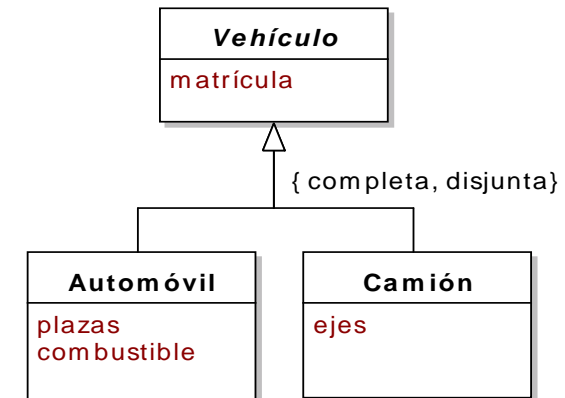 Vehículo
matrícula
{ completa, disjunta}
Automóvil
plazas
combustible
Camión
ejes